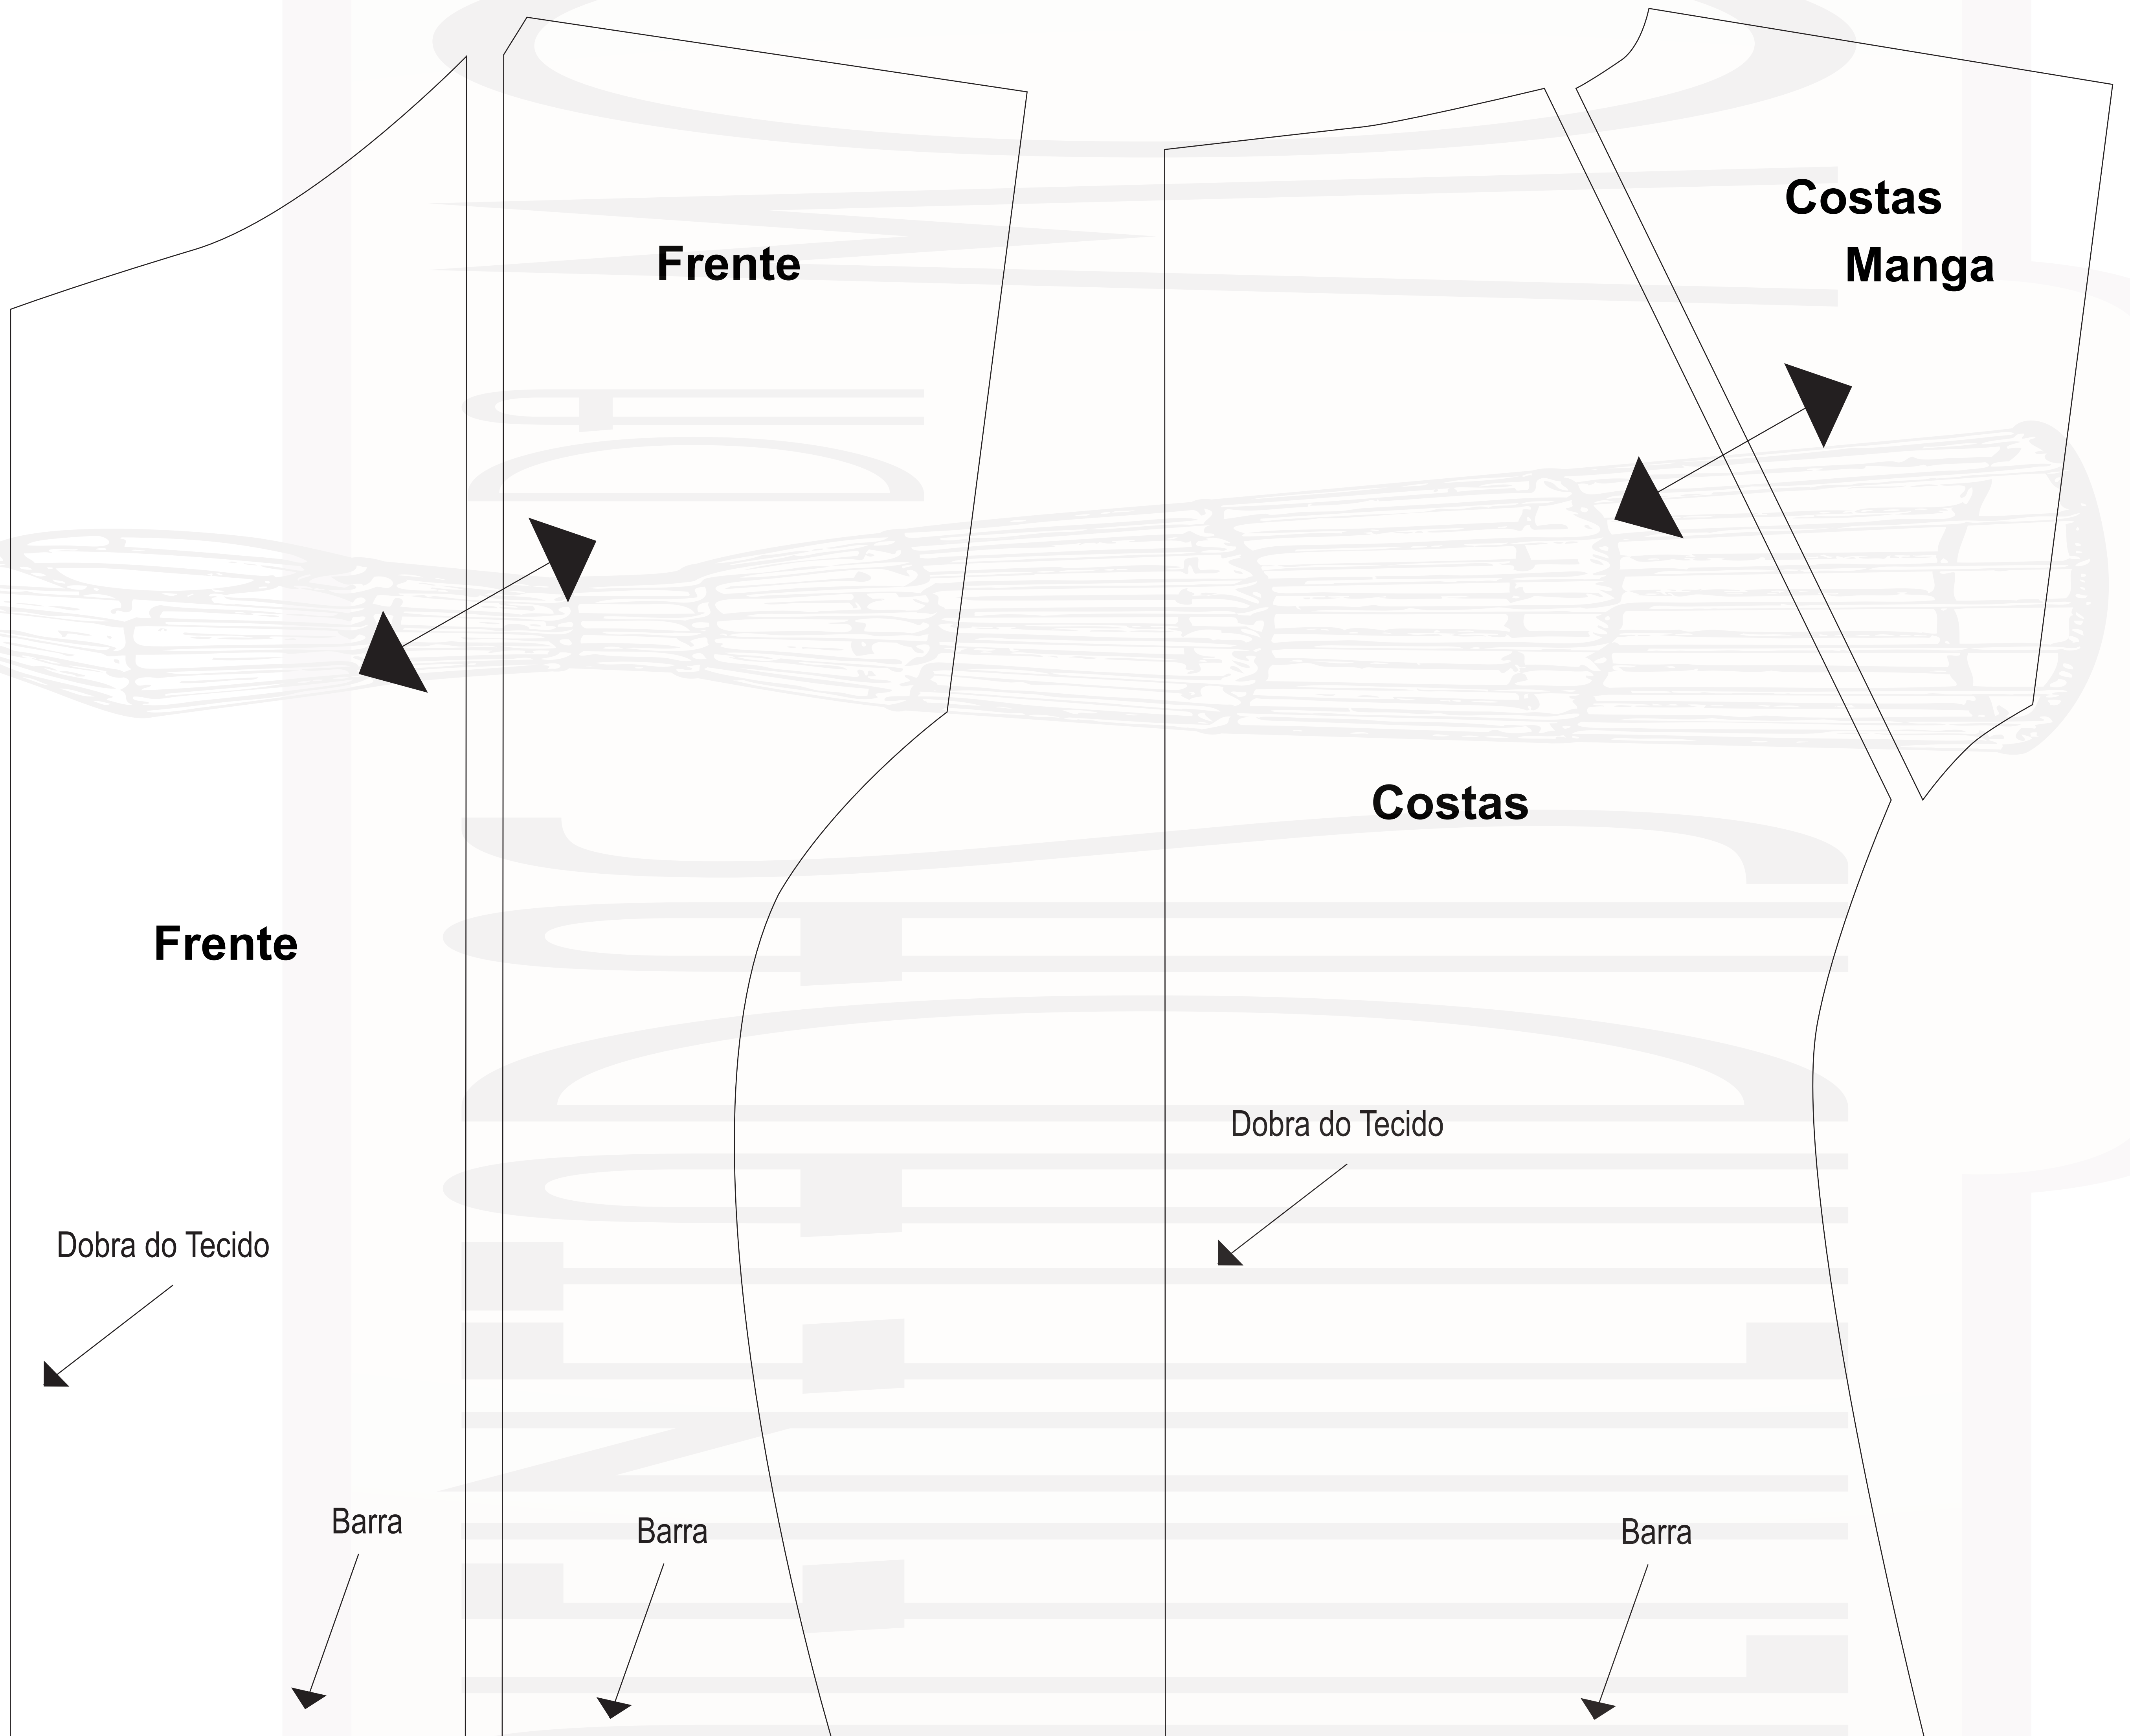 Frente
Costas
Manga
Costas
Frente
Dobra do Tecido
Dobra do Tecido
Barra
Barra
Barra